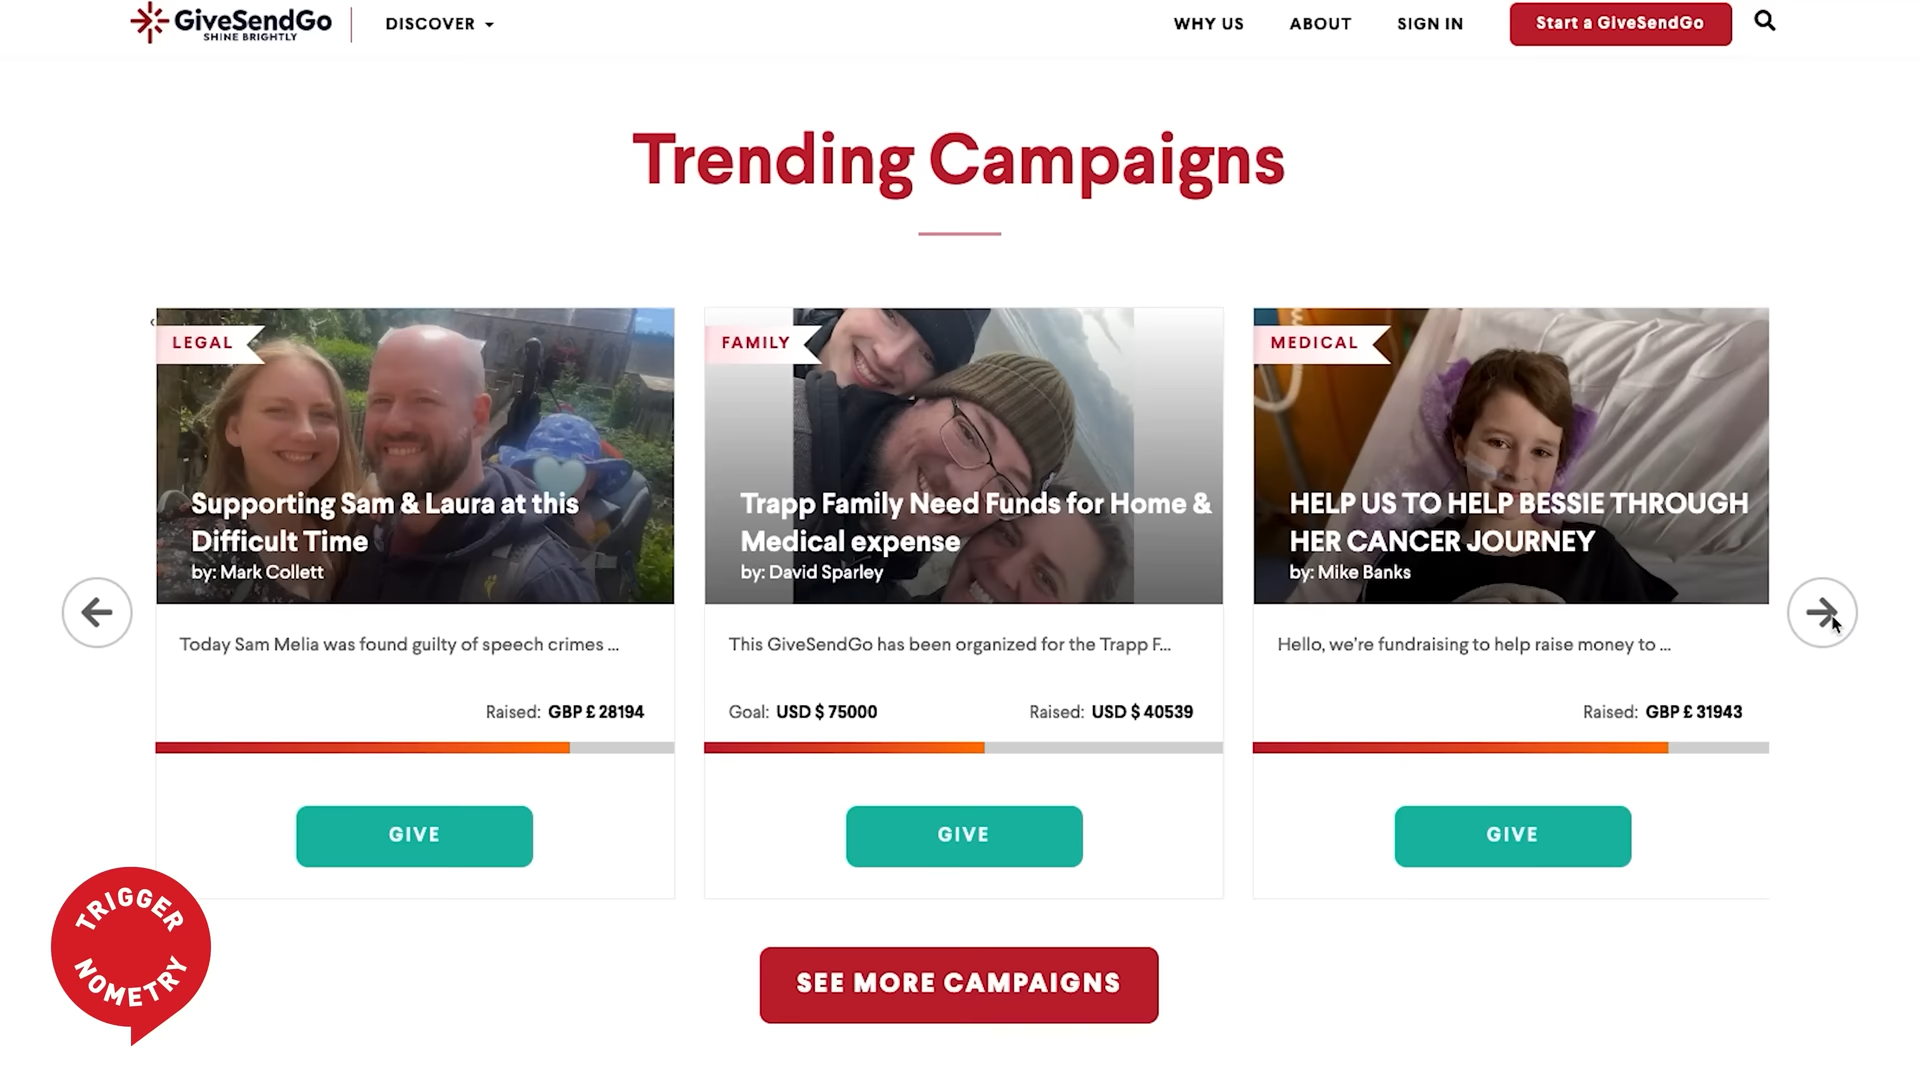 GiveSendGo
SHINE BRIGHTLY
DISCOVER
WHY US
ABOUT
SIGN IN
Start a GiveSendGo
Trending Campaigns
LEGAL
Supporting Sam & Laura at this
Difficult Time
by: Mark Collett
Today Sam Melia was found guilty of speech crimes ...
Raised: GBP £ 28194
GIVE
FAMILY
Trapp Family Need Funds for Home &
Medical expense
by: David Sparley
This GiveSendGo has been organized for the Trapp F...
Goal: USD $ 75000 Raised: USD $ 40539
GIVE
MEDICAL
HELP US TO HELP BESSIE THROUGH
HER CANCER JOURNEY
by: Mike Banks
Hello, we're fundraising to help raise money to ...
Raised: GBP £ 31943
GIVE
SEE MORE CAMPAIGNS
TRIGGER
NOMETRY